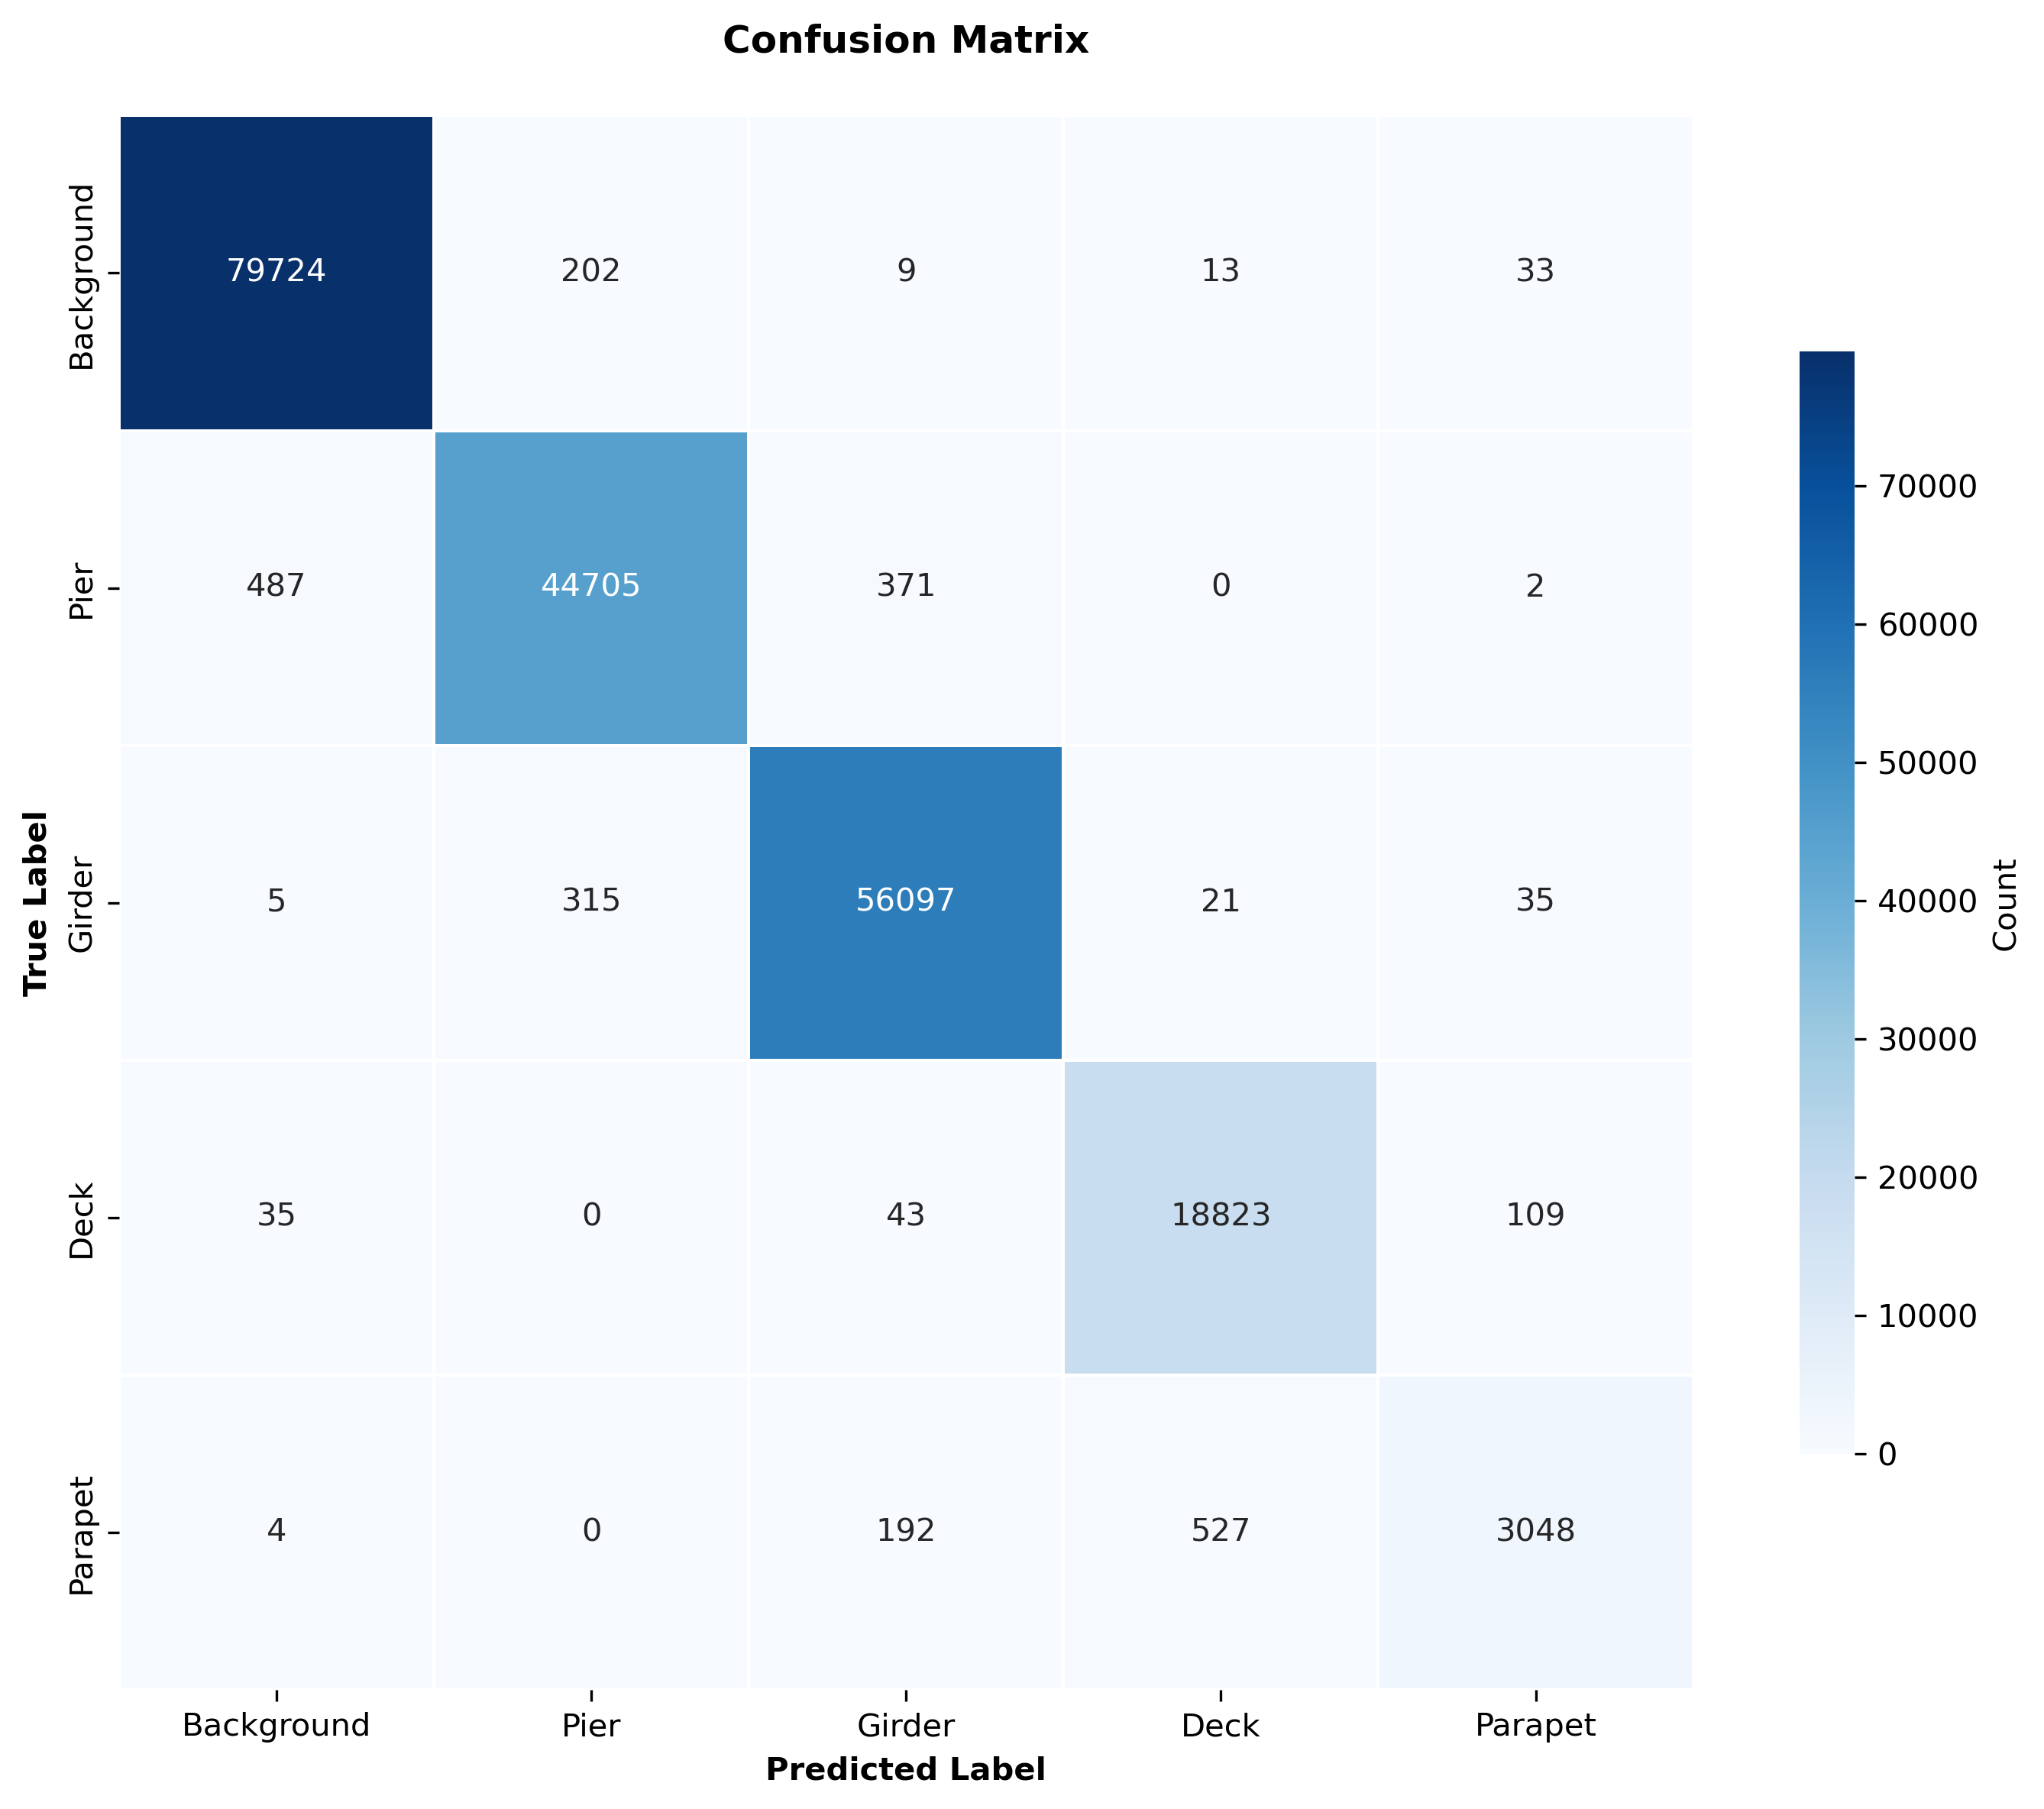 Confusion Matrix
True Label
Background
79724 202 9 13 33
Pier
487 44705 371 0 2
Girder
5 315 56097 21 35
Deck
35 0 43 18823 109
Parapet
4 0 192 527 3048
Background Pier Girder Deck Parapet
Predicted Label
70000
60000
50000
40000
30000
20000
10000
0
Count